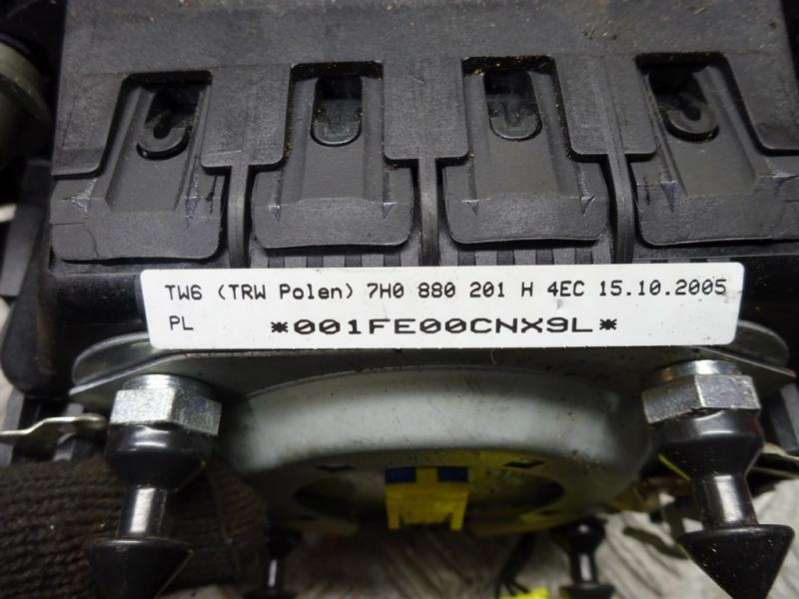 TW6 (TRW Polen) 7H0 880 201 H 4EC 15.10.2005
PL *001FE00CNX9L*